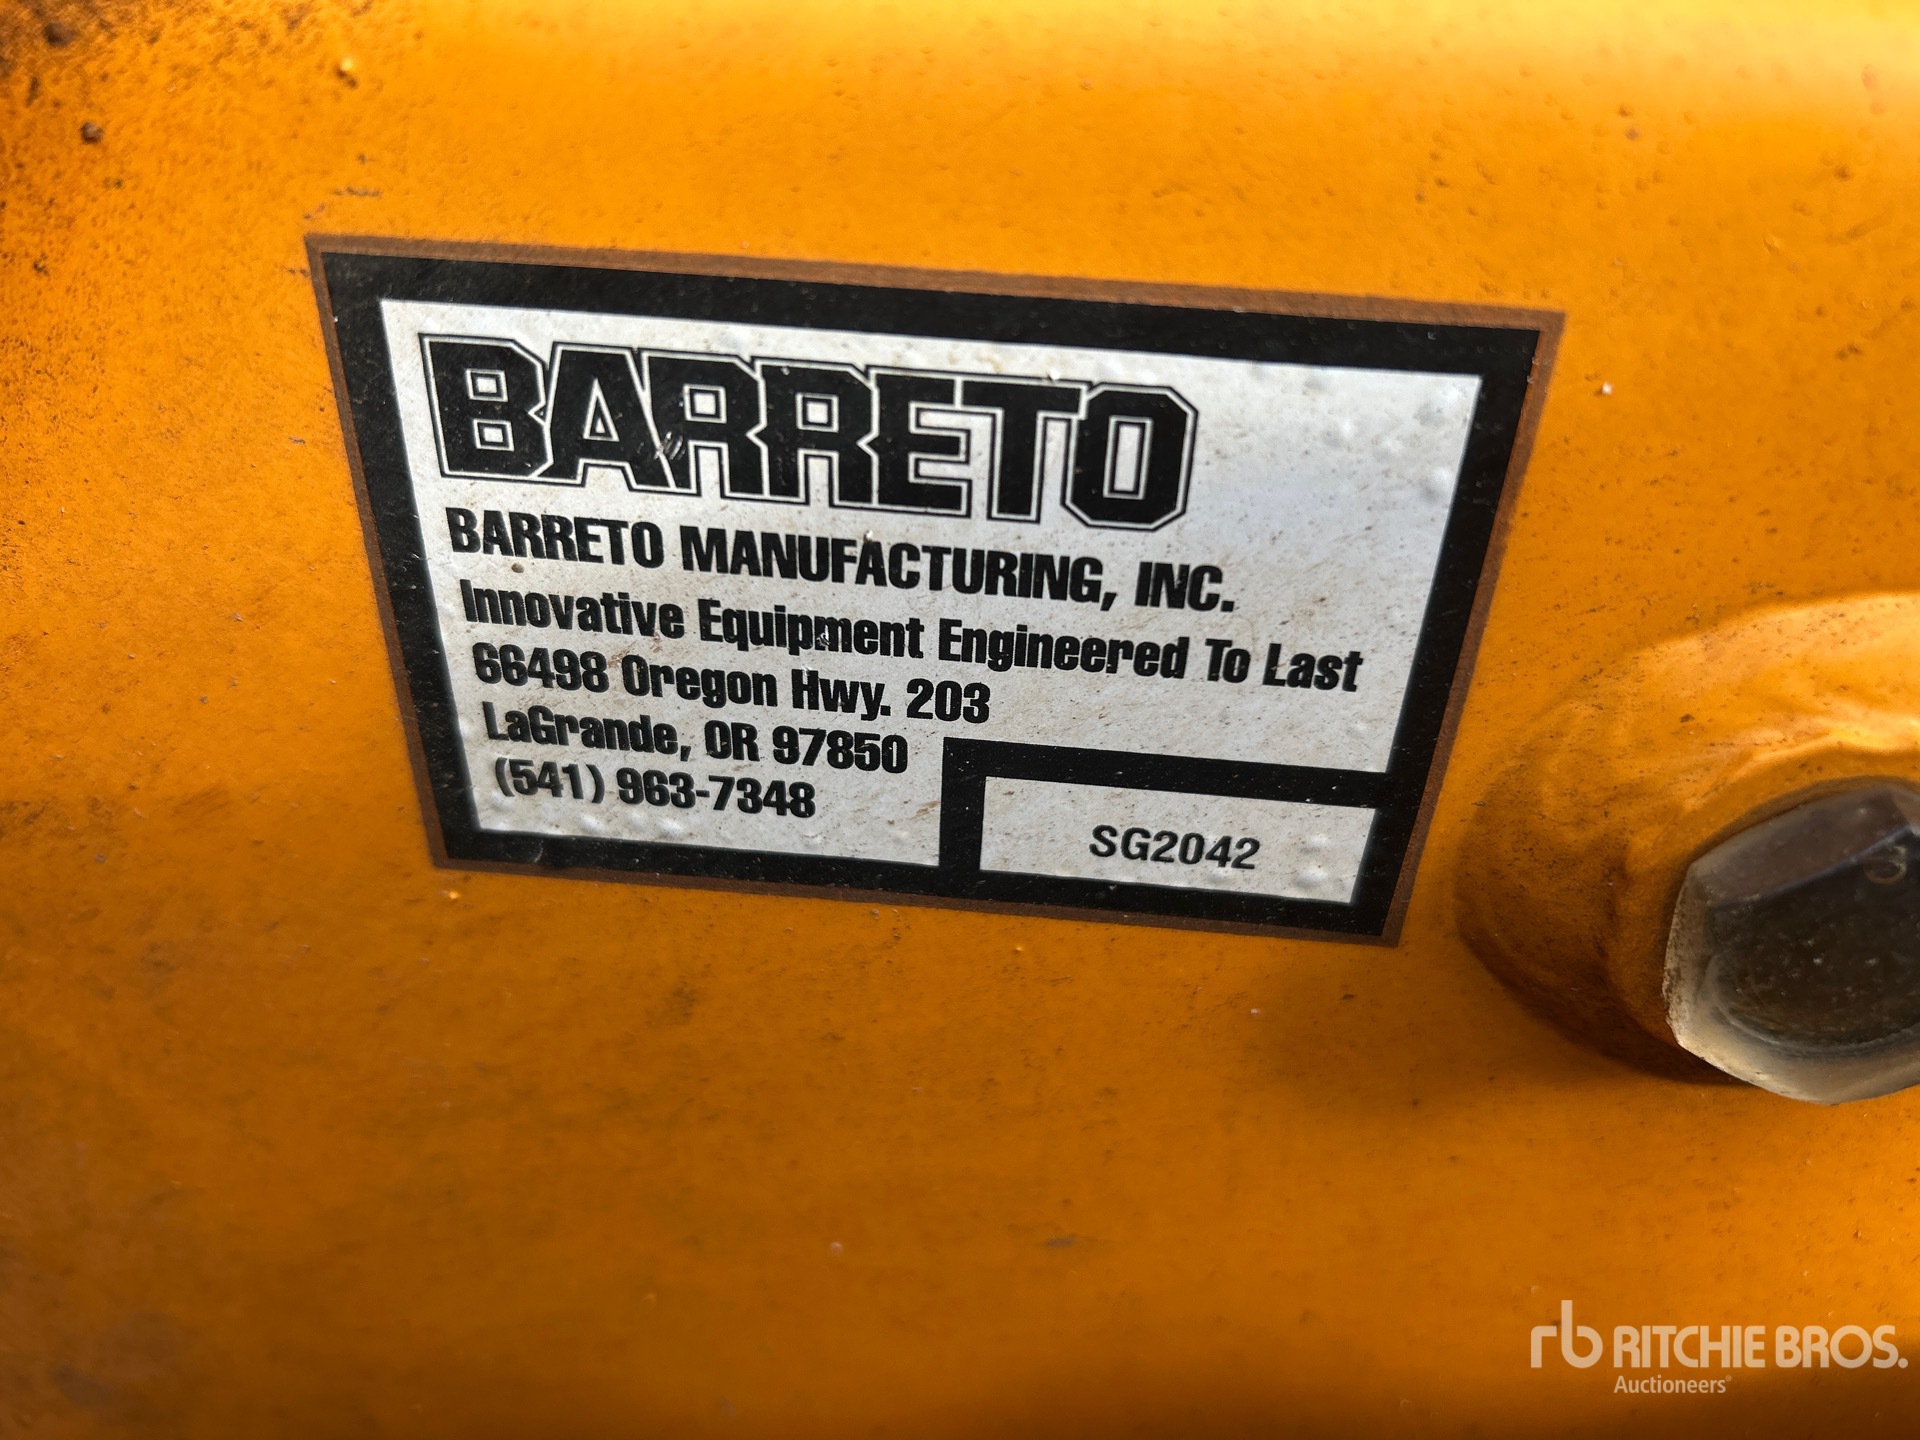 BARRETO
BARRETO MANUFACTURING, INC.
Innovative Equipment Engineered To Last
66498 Oregon Hwy. 203
LaGrande, OR 97850
(541) 963-7348
SG2042
rb RITCHIE BROS.
Auctioneers